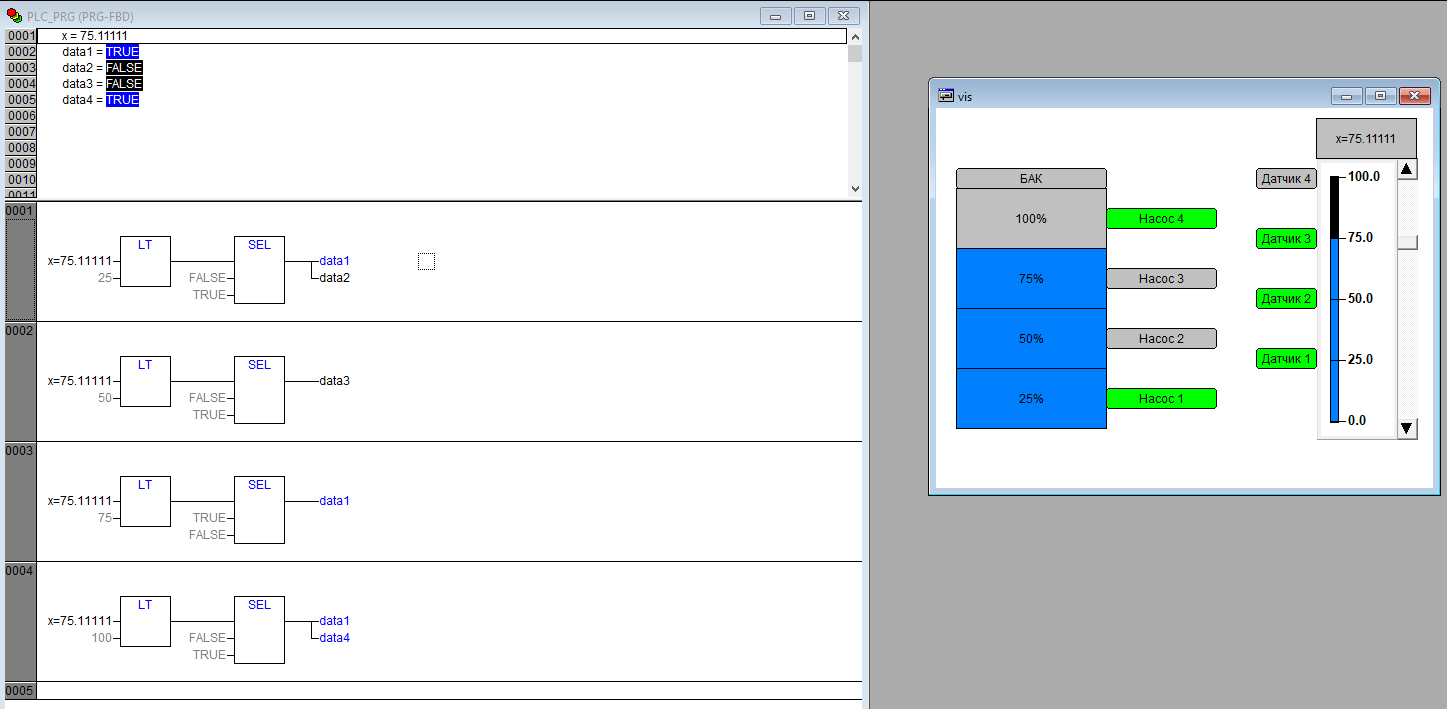 PLC_PRG (PRG-FBD)
0001 x = 75.11111
0002 data1 = TRUE
0003 data2 = FALSE
0004 data3 = FALSE
0005 data4 = TRUE
0006
0007
0008
0009
0010
0011
0001
LT SEL
x=75.11111 data1
25 FALSE data2
TRUE
0002
LT SEL
x=75.11111 data3
50 FALSE
TRUE
0003
LT SEL
x=75.11111 data1
75 TRUE
FALSE
0004
LT SEL
x=75.11111 data1
100 FALSE data4
TRUE
0005
vis
x=75.11111
БАК
100%
75%
50%
25%
Насос 4
Насос 3
Насос 2
Насос 1
Датчик 4
Датчик 3
Датчик 2
Датчик 1
100.0
75.0
50.0
25.0
0.0